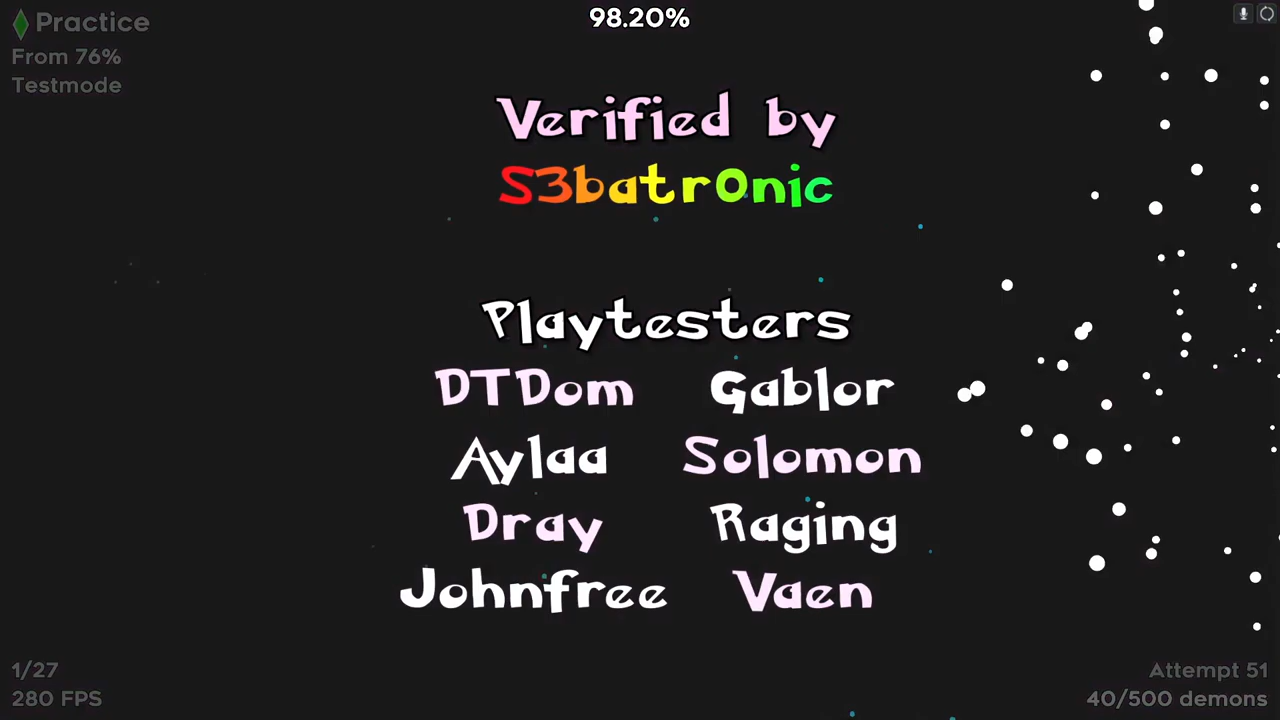 Practice
From 76%
Testmode
98.20%
Verified by
S3batr0nic
Playtesters
DTDom Gablor
Aylaa Solomon
Dray Raging
Johnfree Vaen
1/27
280 FPS
Attempt 51
40/500 demons